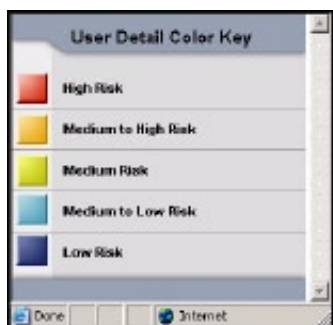 User Detail Color Key
High Risk
Medium to High Risk
Medium Risk
Medium to Low Risk
Low Risk
Done
Internet